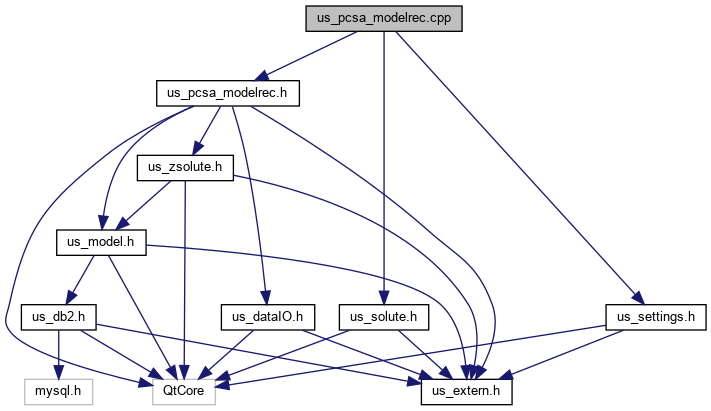 us_pcsa_modelrec.cpp
us_pcsa_modelrec.h
us_zsolute.h
us_model.h
us_db2.h
us_dataIO.h
us_solute.h
us_settings.h
mysql.h
QtCore
us_extern.h